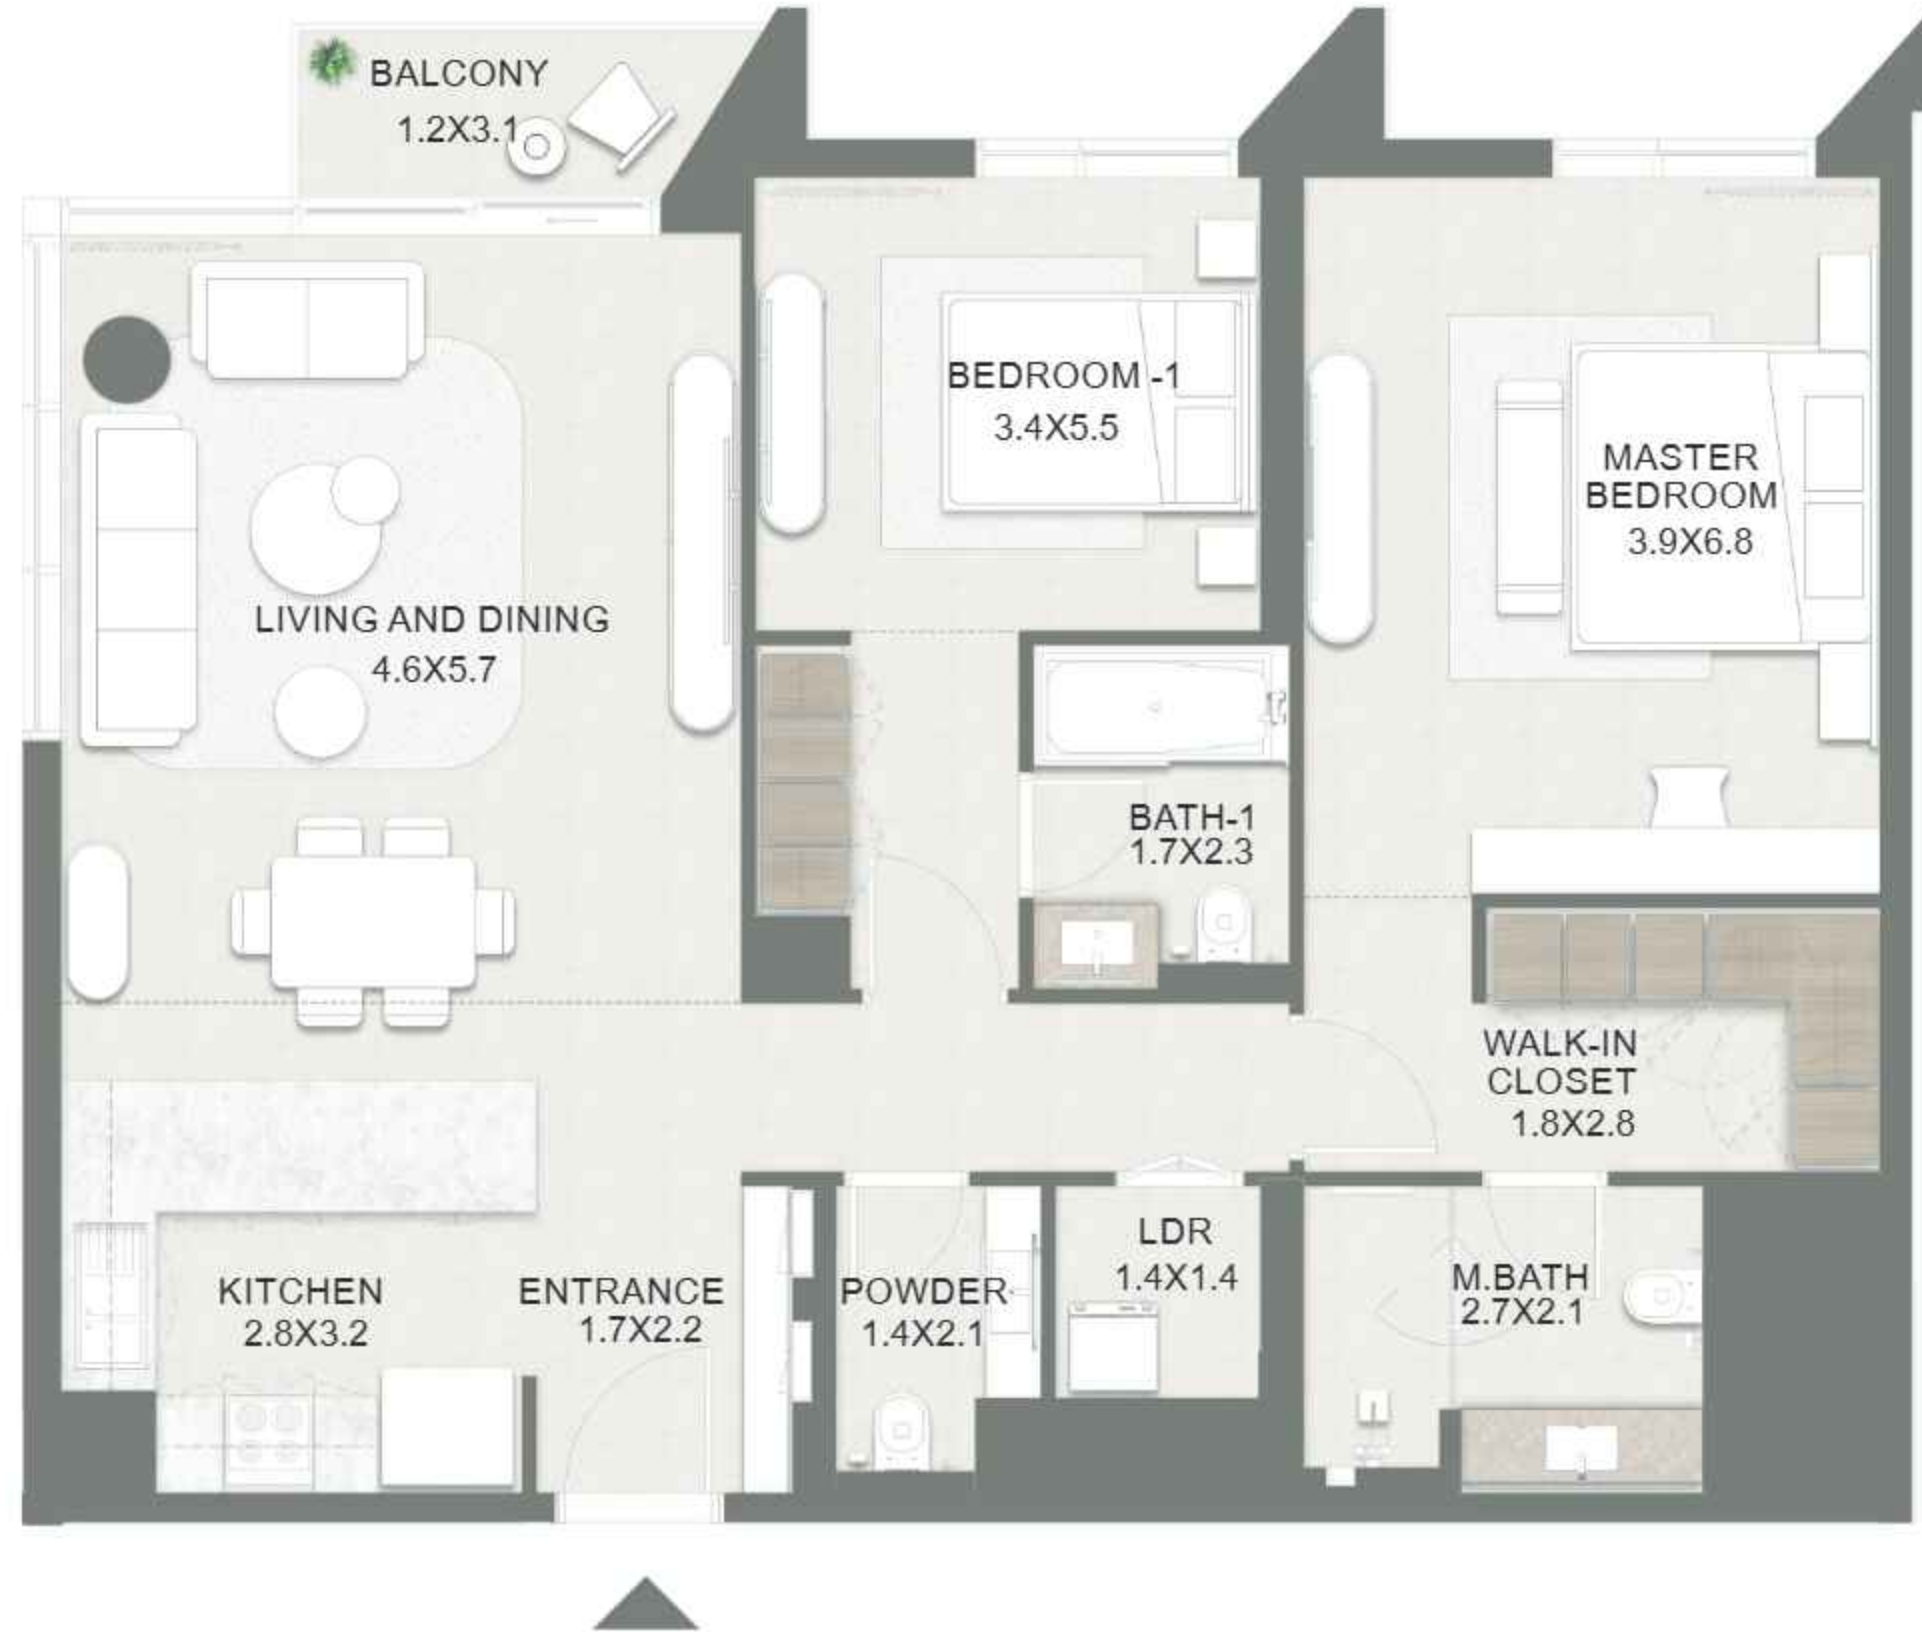 BALCONY
1.2X3.1
BEDROOM -1
3.4X5.5
MASTER
BEDROOM
3.9X6.8
LIVING AND DINING
4.6X5.7
BATH-1
1.7X2.3
WALK-IN
CLOSET
1.8X2.8
KITCHEN
2.8X3.2
ENTRANCE
1.7X2.2
POWDER
1.4X2.1
LDR
1.4X1.4
M.BATH
2.7X2.1